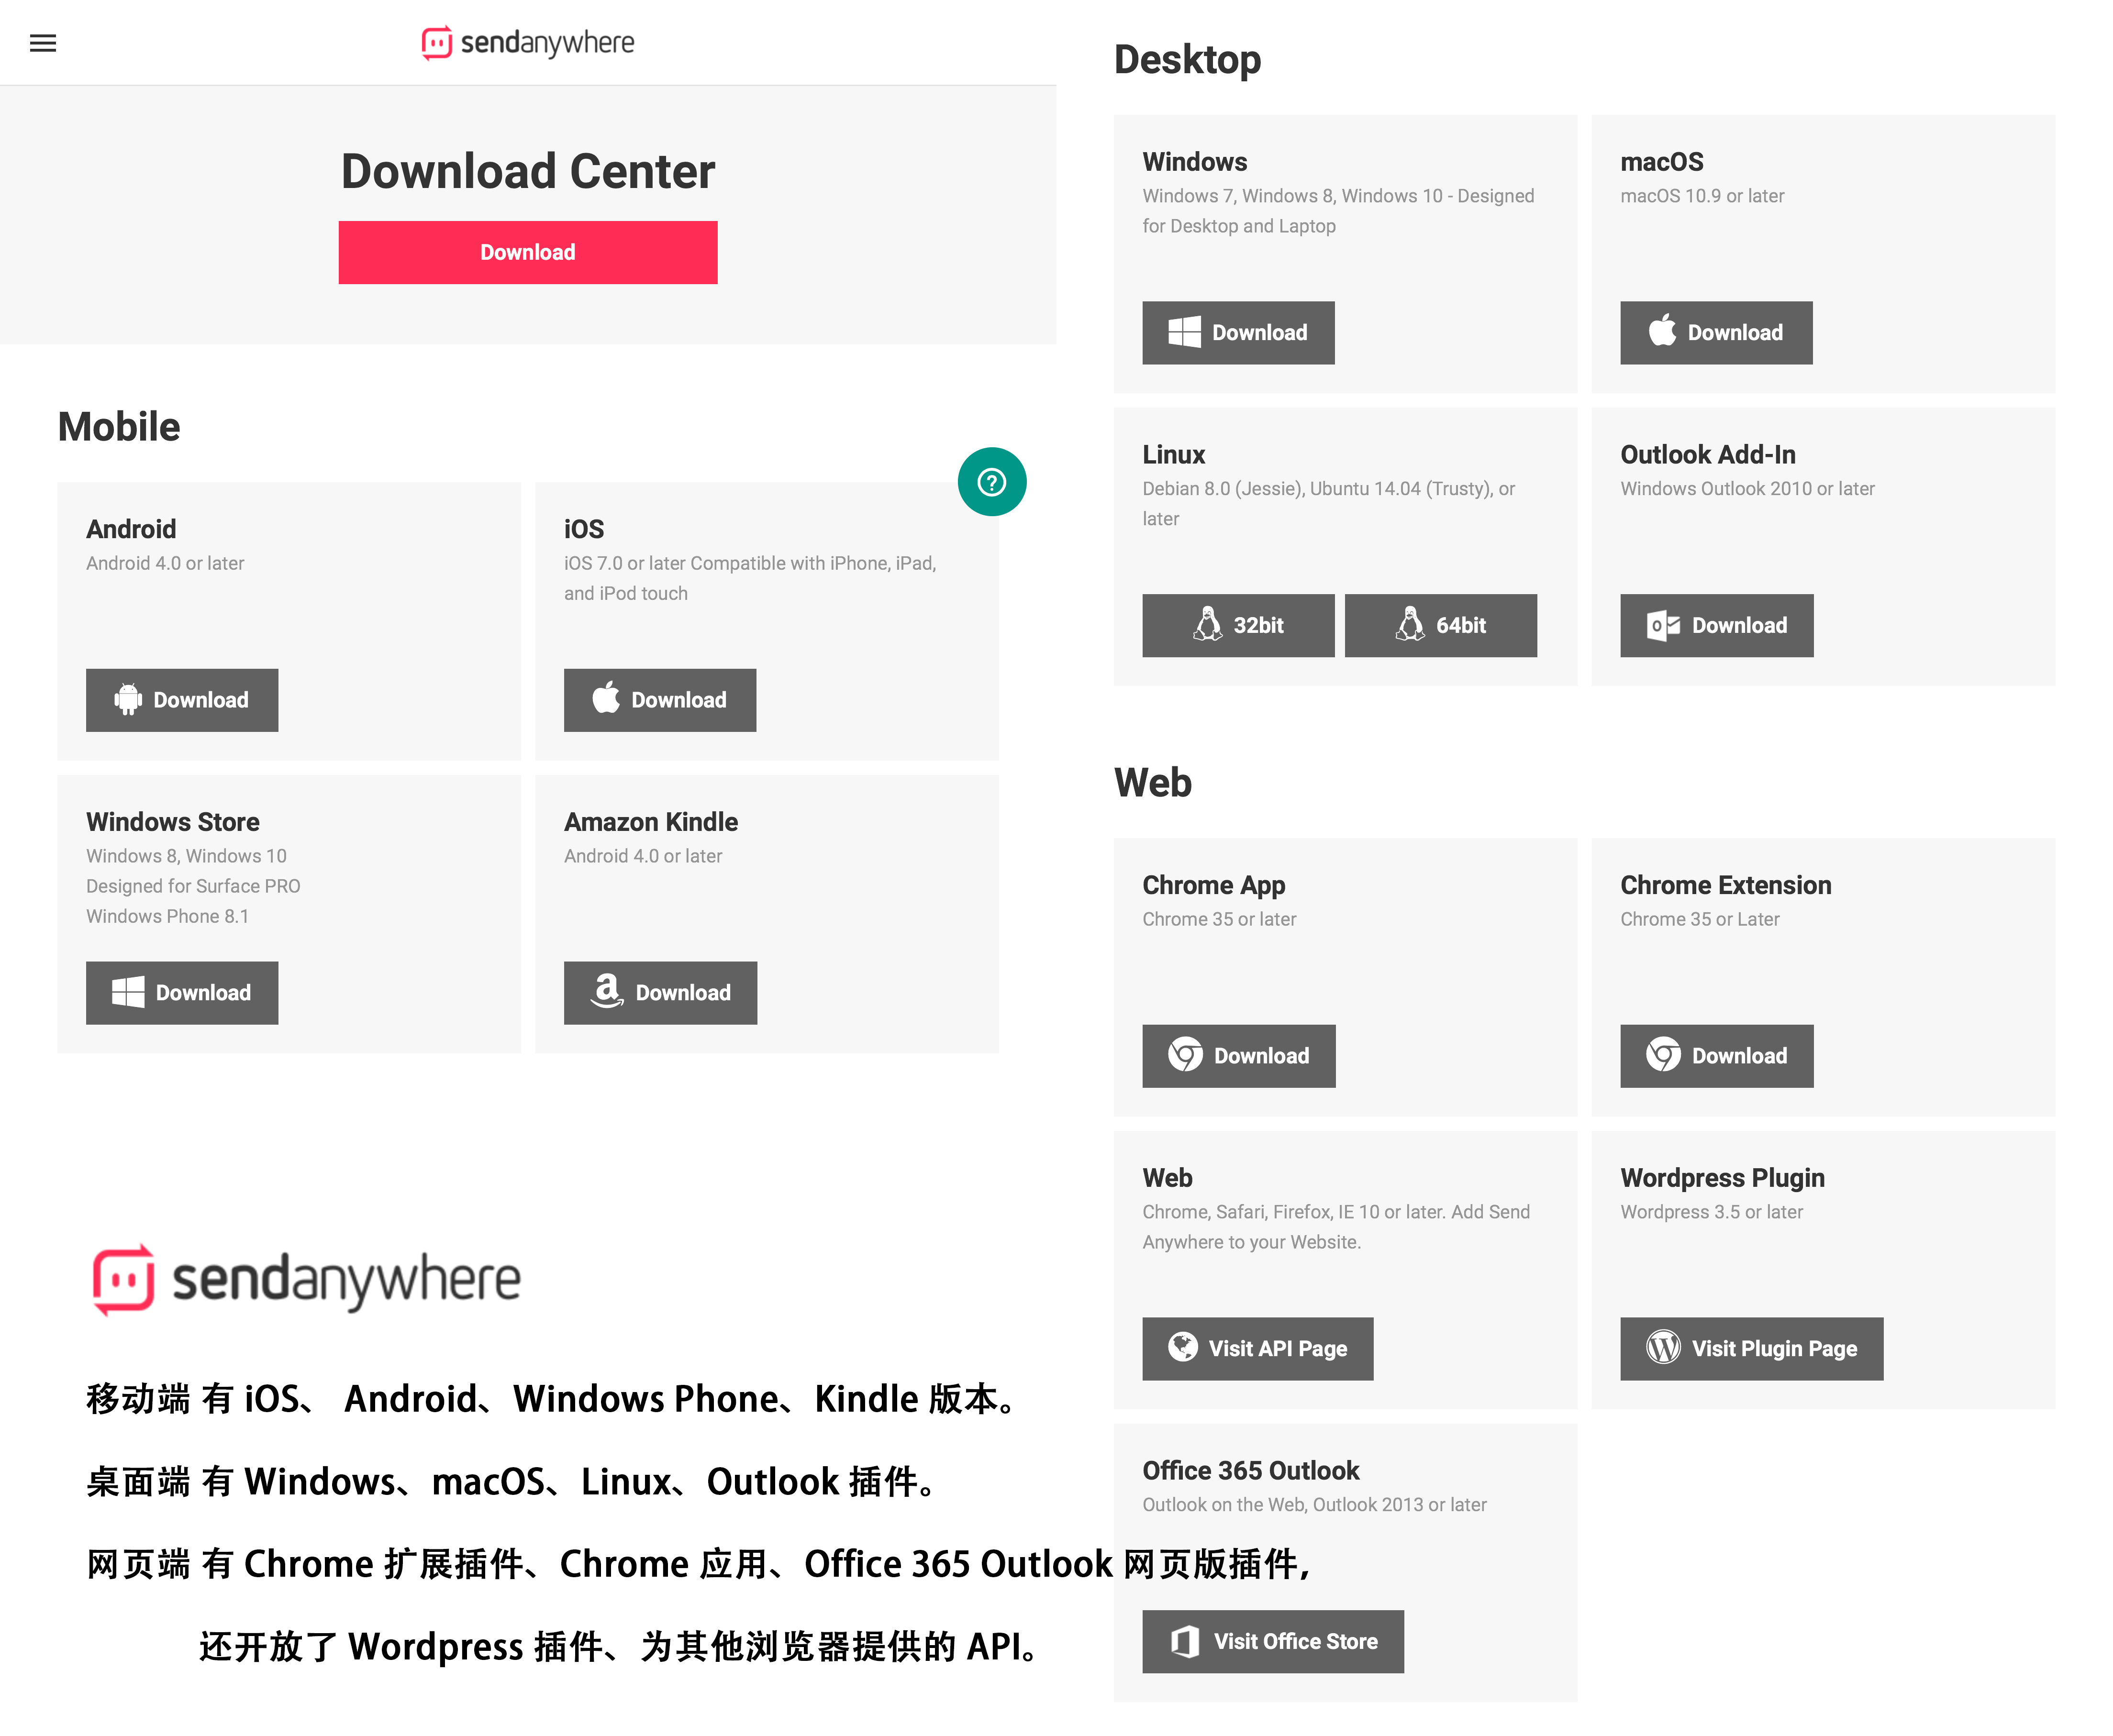 sendanywhere
Download Center
Download
Mobile
Android
Android 4.0 or later
Download
iOS
iOS 7.0 or later Compatible with iPhone, iPad,
and iPod touch
Download
Windows Store
Windows 8, Windows 10
Designed for Surface PRO
Windows Phone 8.1
Download
Amazon Kindle
Android 4.0 or later
Download
sendanywhere
移动端 有 iOS、 Android、Windows Phone、Kindle 版本。
桌面端 有 Windows、macOS、Linux、Outlook 插件。
网页端 有 Chrome 扩展插件、Chrome 应用、Office 365 Outlook 网页版插件,
还开放了 Wordpress 插件、为其他浏览器提供的 API。
Desktop
Windows
Windows 7, Windows 8, Windows 10 - Designed
for Desktop and Laptop
Download
macOS
macOS 10.9 or later
Download
Linux
Debian 8.0 (Jessie), Ubuntu 14.04 (Trusty), or
later
32bit
64bit
Outlook Add-In
Windows Outlook 2010 or later
Download
Web
Chrome App
Chrome 35 or later
Download
Chrome Extension
Chrome 35 or Later
Download
Web
Chrome, Safari, Firefox, IE 10 or later. Add Send
Anywhere to your Website.
Visit API Page
Wordpress Plugin
Wordpress 3.5 or later
Visit Plugin Page
Office 365 Outlook
Outlook on the Web, Outlook 2013 or later
Visit Office Store